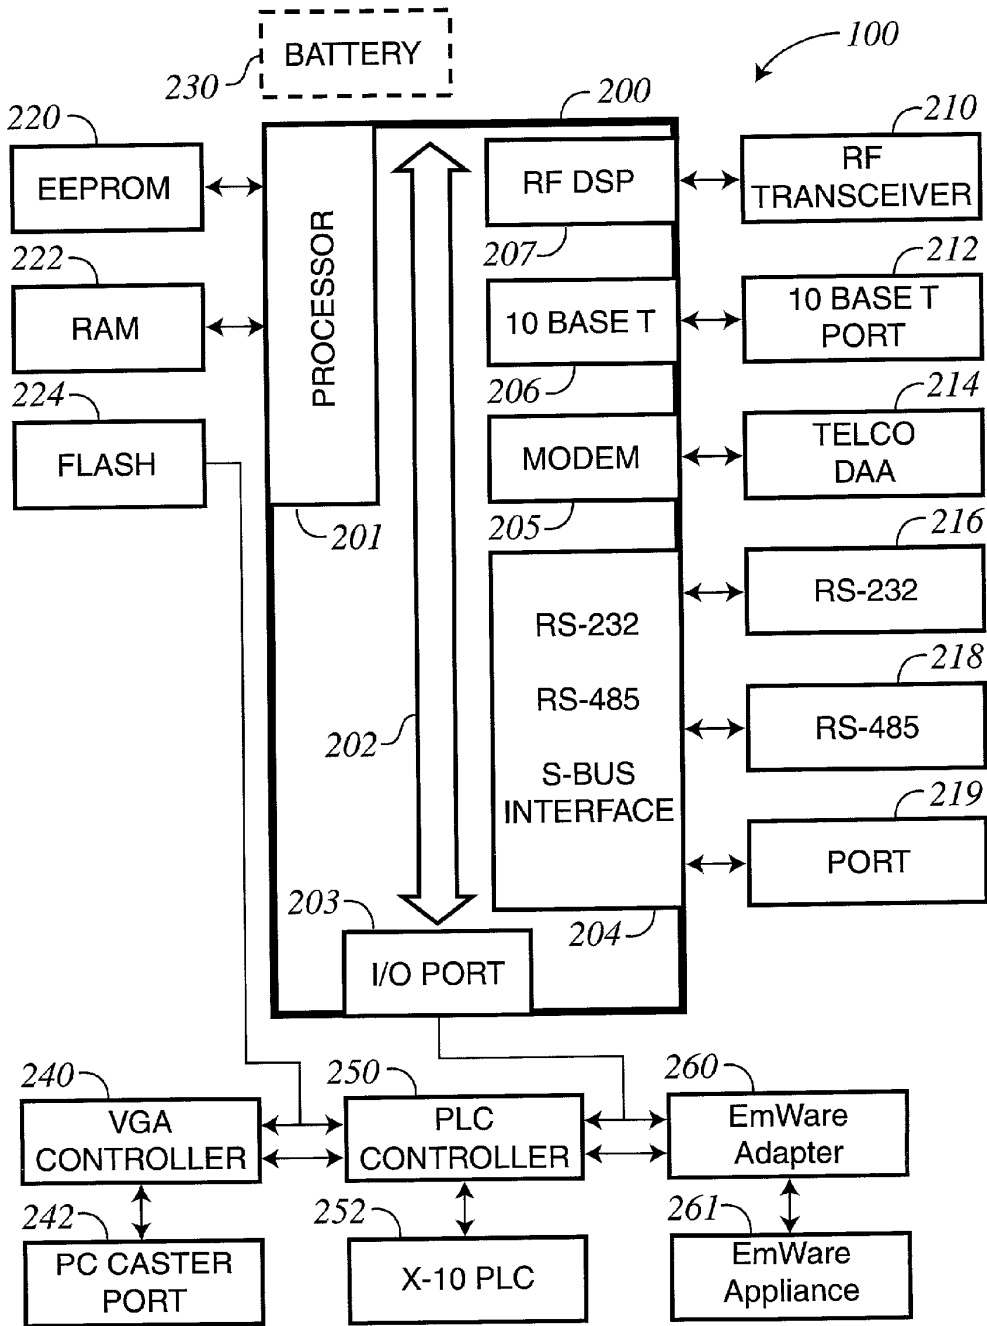 BATTERY
230
100
200
220
EEPROM
222
RAM
224
FLASH
PROCESSOR
201
202
RF DSP
207
10 BASE T
206
MODEM
205
RS-232
RS-485
S-BUS
INTERFACE
204
203
I/O PORT
210
RF
TRANSCEIVER
212
10 BASE T
PORT
214
TELCO
DAA
216
RS-232
218
RS-485
219
PORT
240
VGA
CONTROLLER
250
PLC
CONTROLLER
260
EmWare
Adapter
242
PC CASTER
PORT
252
X-10 PLC
261
EmWare
Appliance